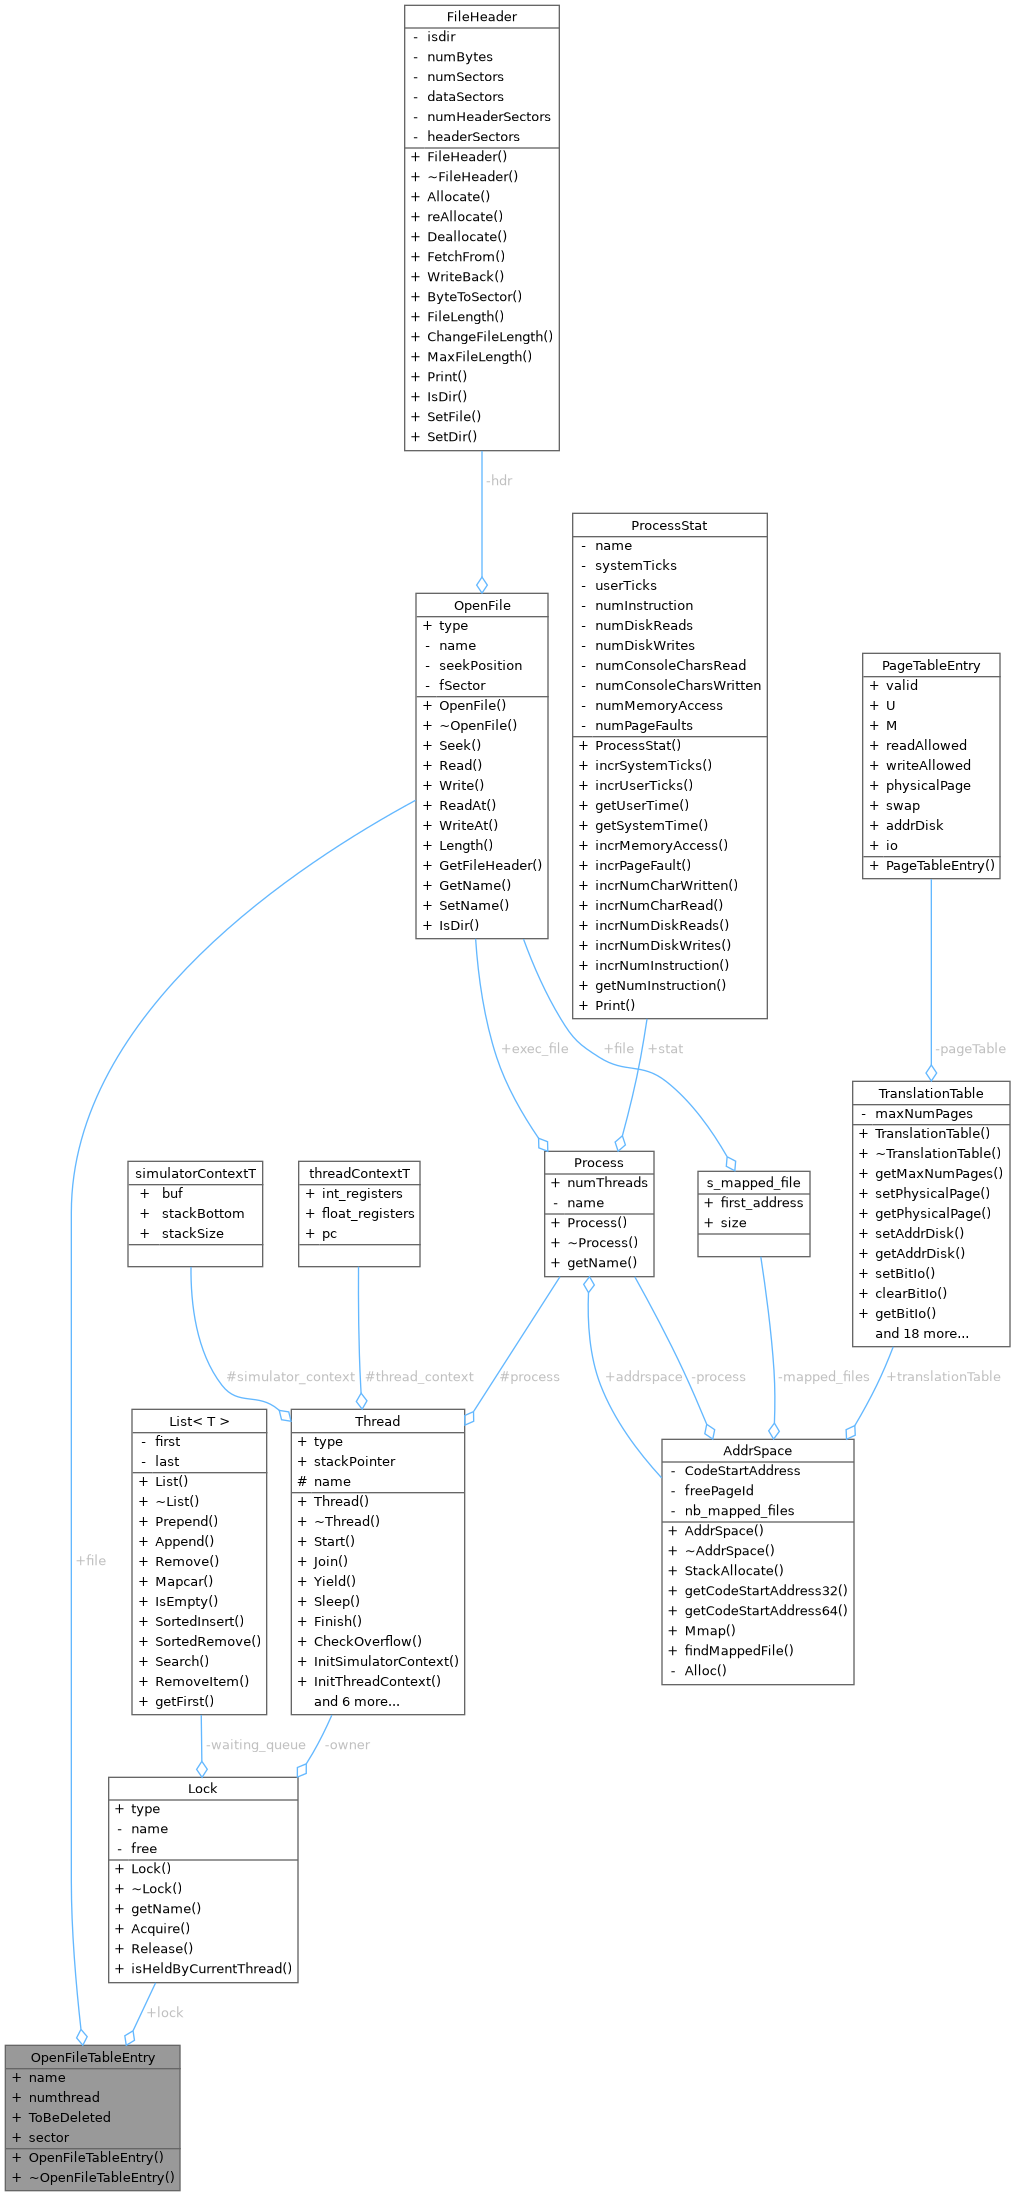 FileHeader
- isdir
- numBytes
- numSectors
- dataSectors
- numHeaderSectors
- headerSectors
+ FileHeader()
+ ~FileHeader()
+ Allocate()
+ reAllocate()
+ Deallocate()
+ FetchFrom()
+ WriteBack()
+ ByteToSector()
+ FileLength()
+ ChangeFileLength()
+ MaxFileLength()
+ Print()
+ IsDir()
+ SetFile()
+ SetDir()
-hdr
OpenFile
+ type
- name
- seekPosition
- fSector
+ OpenFile()
+ ~OpenFile()
+ Seek()
+ Read()
+ Write()
+ ReadAt()
+ WriteAt()
+ Length()
+ GetFileHeader()
+ GetName()
+ SetName()
+ IsDir()
ProcessStat
- name
- systemTicks
- userTicks
- numInstruction
- numDiskReads
- numDiskWrites
- numConsoleCharsRead
- numConsoleCharsWritten
- numMemoryAccess
- numPageFaults
+ ProcessStat()
+ incrSystemTicks()
+ incrUserTicks()
+ getUserTime()
+ getSystemTime()
+ incrMemoryAccess()
+ incrPageFault()
+ incrNumCharWritten()
+ incrNumCharRead()
+ incrNumDiskReads()
+ incrNumDiskWrites()
+ incrNumInstruction()
+ getNumInstruction()
+ Print()
PageTableEntry
+ valid
+ U
+ M
+ readAllowed
+ writeAllowed
+ physicalPage
+ swap
+ addrDisk
+ io
+ PageTableEntry()
+exec_file
+file
+stat
-pageTable
simulatorContextT
+ buf
+ stackBottom
+ stackSize
threadContextT
+ int_registers
+ float_registers
+ pc
Process
+ numThreads
- name
+ Process()
+ ~Process()
+ getName()
s_mapped_file
+ first_address
+ size
TranslationTable
- maxNumPages
+ TranslationTable()
+ ~TranslationTable()
+ getMaxNumPages()
+ setPhysicalPage()
+ getPhysicalPage()
+ setAddrDisk()
+ getAddrDisk()
+ setBitIo()
+ clearBitIo()
+ getBitIo()
and 18 more...
#simulator_context
#thread_context
#process
+addrspace
-process
-mapped_files
+translationTable
+file
List< T >
- first
- last
+ List()
+ ~List()
+ Prepend()
+ Append()
+ Remove()
+ Mapcar()
+ IsEmpty()
+ SortedInsert()
+ SortedRemove()
+ Search()
+ RemoveItem()
+ getFirst()
Thread
+ type
+ stackPointer
# name
+ Thread()
+ ~Thread()
+ Start()
+ Join()
+ Yield()
+ Sleep()
+ Finish()
+ CheckOverflow()
+ InitSimulatorContext()
+ InitThreadContext()
and 6 more...
AddrSpace
- CodeStartAddress
- freePageId
- nb_mapped_files
+ AddrSpace()
+ ~AddrSpace()
+ StackAllocate()
+ getCodeStartAddress32()
+ getCodeStartAddress64()
+ Mmap()
+ findMappedFile()
- Alloc()
-waiting_queue
-owner
Lock
+ type
- name
- free
+ Lock()
+ ~Lock()
+ getName()
+ Acquire()
+ Release()
+ isHeldByCurrentThread()
+lock
OpenFileTableEntry
+ name
+ numthread
+ ToBeDeleted
+ sector
+ OpenFileTableEntry()
+ ~OpenFileTableEntry()